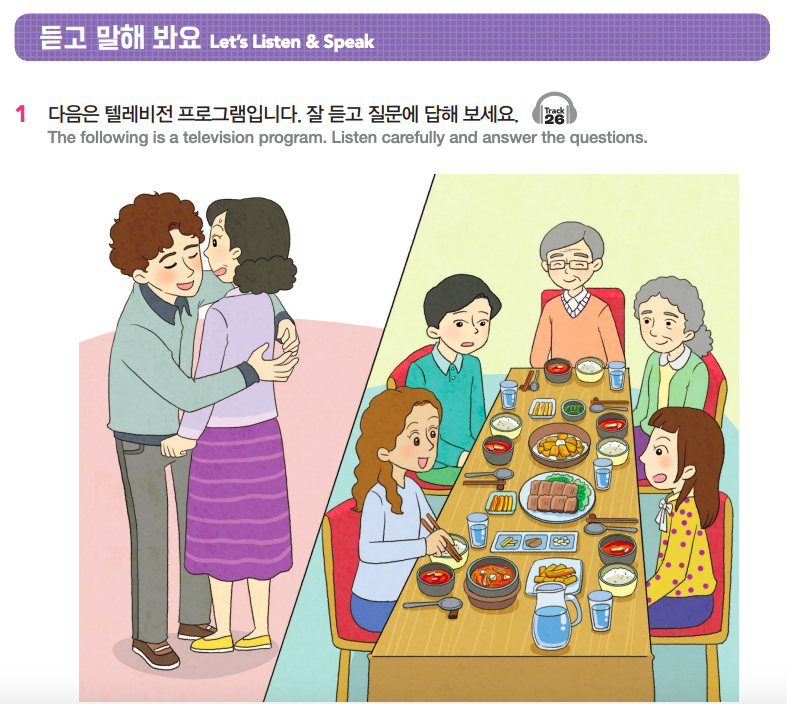 듣고 말해 봐요 Let's Listen & Speak
1 다음은 텔레비전 프로그램입니다. 잘 듣고 질문에 답해 보세요. Track 26
The following is a television program. Listen carefully and answer the questions.